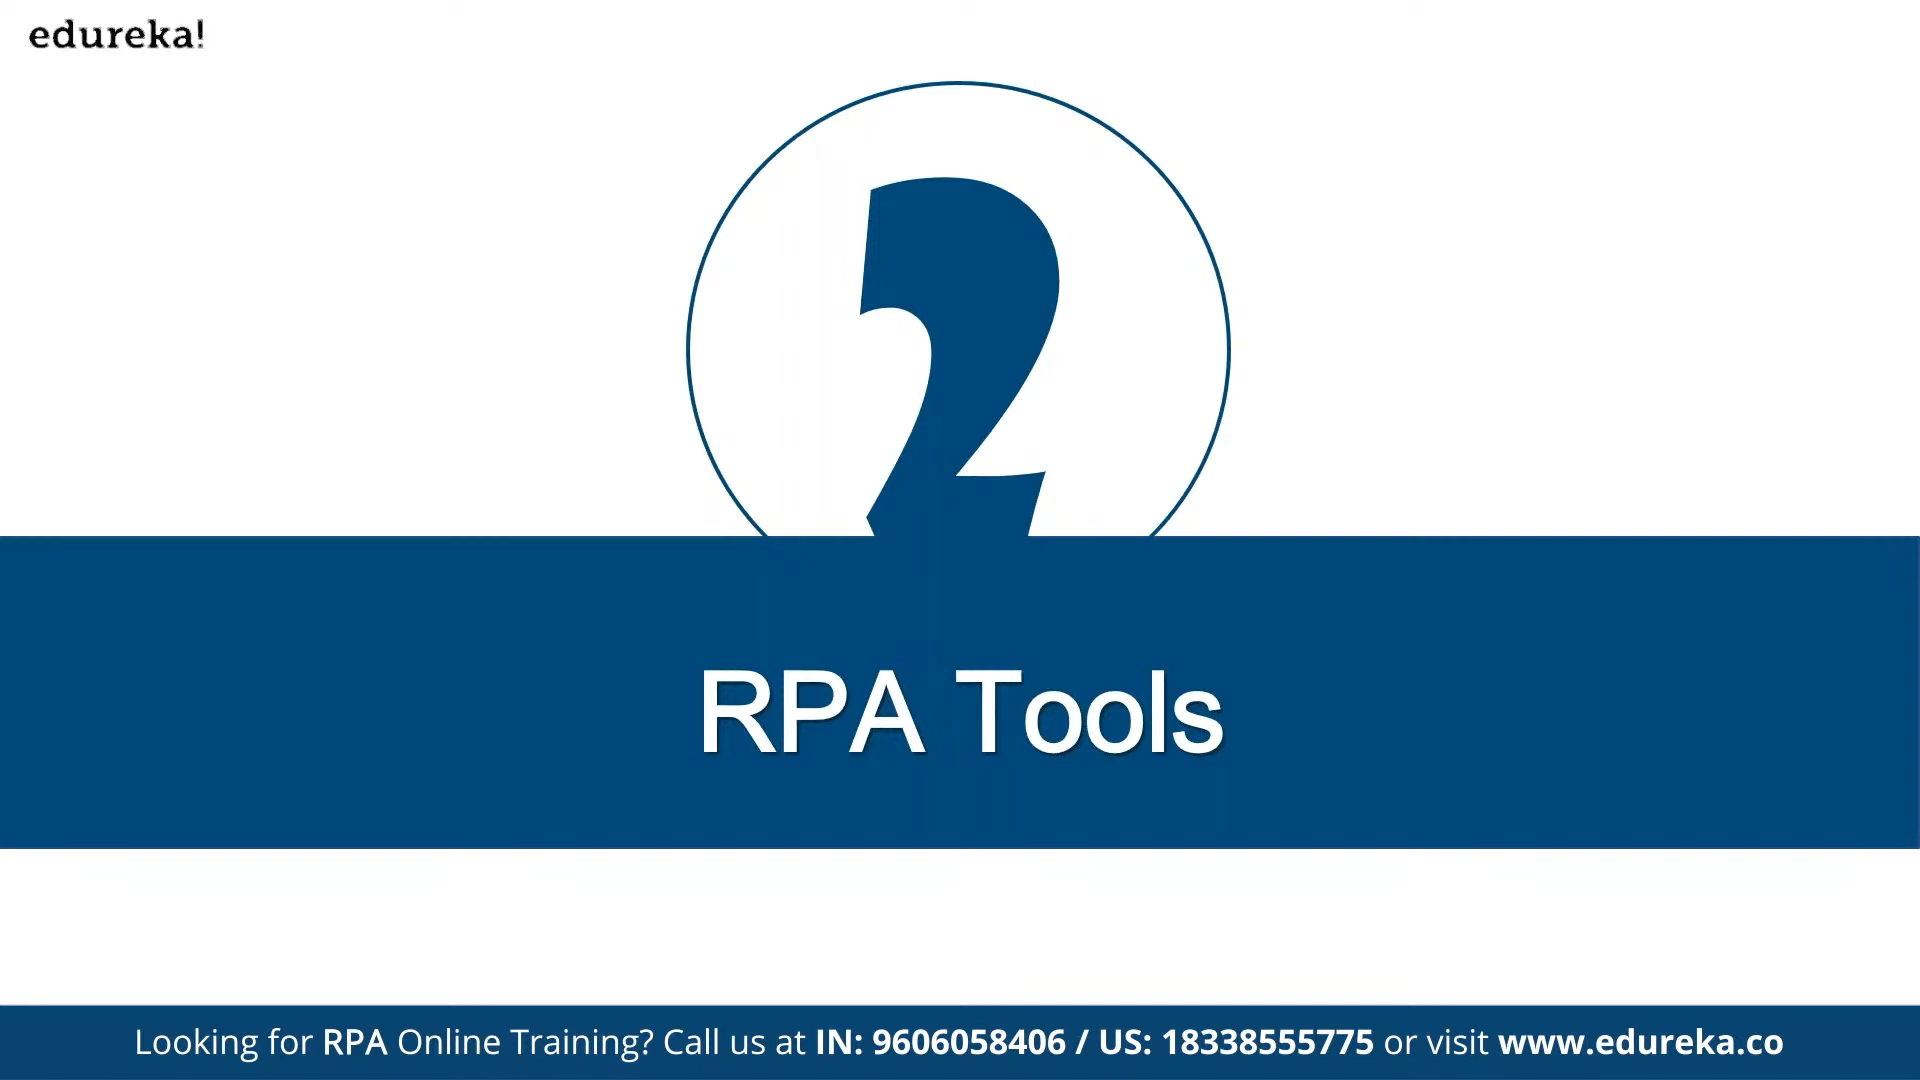 edureka!
2
RPA Tools
Looking for RPA Online Training? Call us at IN: 9606058406 / US: 18338555775 or visit www.edureka.co